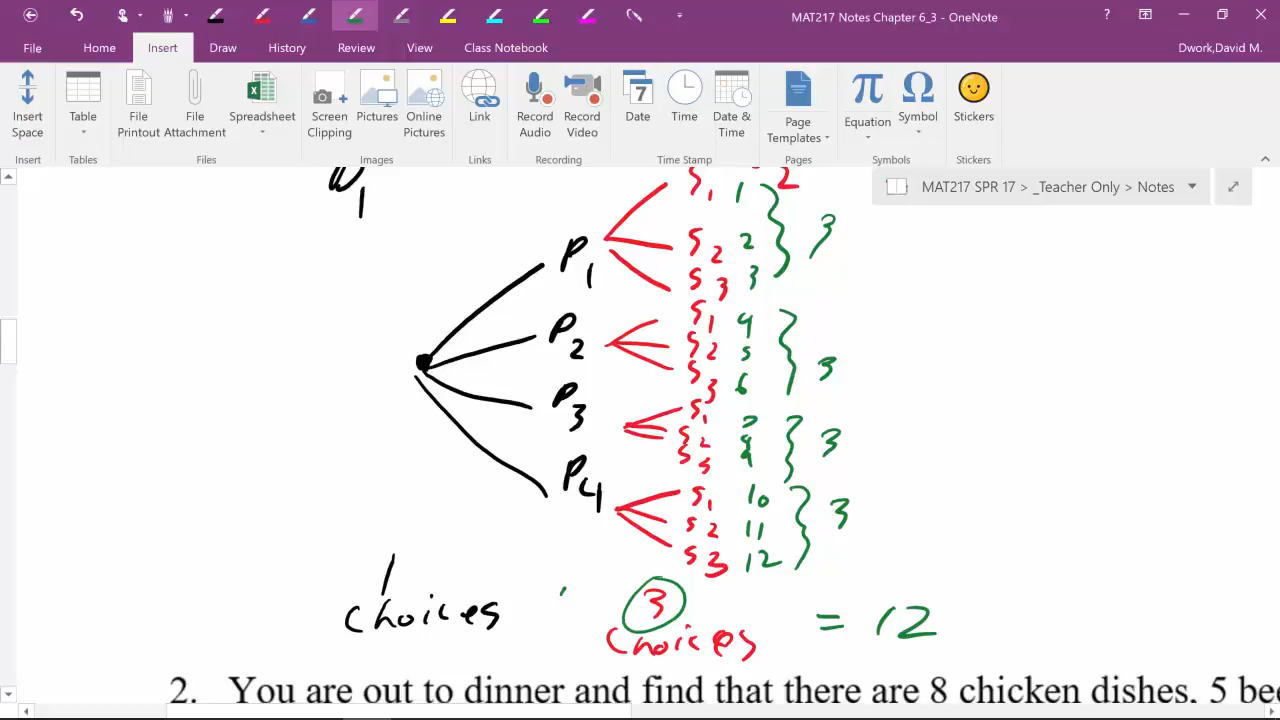 MAT217 Notes Chapter 6_3 - OneNote
?
File Home Insert Draw History Review View Class Notebook Dwork,David M.
Insert Space
Table
File Printout
File Attachment
Spreadsheet
Screen Clipping
Pictures
Online Pictures
Link
Record Audio
Record Video
Date
Time
Date & Time
Page Templates
Equation
Symbol
Stickers
Insert Tables Files Images Links Recording Time Stamp Pages Symbols Stickers
MAT217 SPR 17 > _Teacher Only > Notes
S1 1
P1 S2 2 3
S3 3
S1 4
P2 S2 5 3
S3 6
S1
P3 S2 3
S
S1 10
P4 S2 11 3
S3 12
3
choices choices = 12
2. You are out to dinner and find that there are 8 chicken dishes, 5 bee